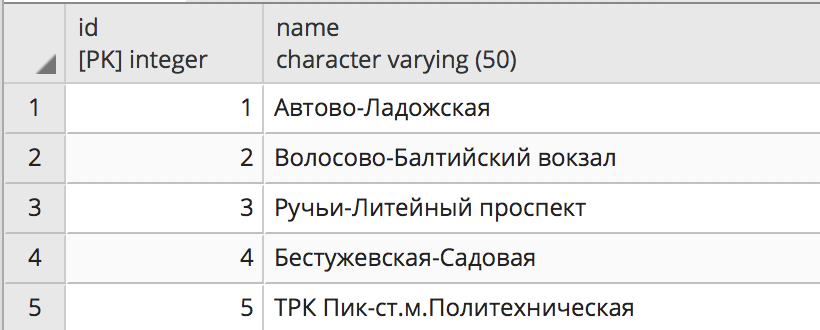 id name
[PK] integer character varying (50)
1 1 Автово-Ладожская
2 2 Волосово-Балтийский вокзал
3 3 Ручьи-Литейный проспект
4 4 Бестужевская-Садовая
5 5 ТРК Пик-ст.м.Политехническая